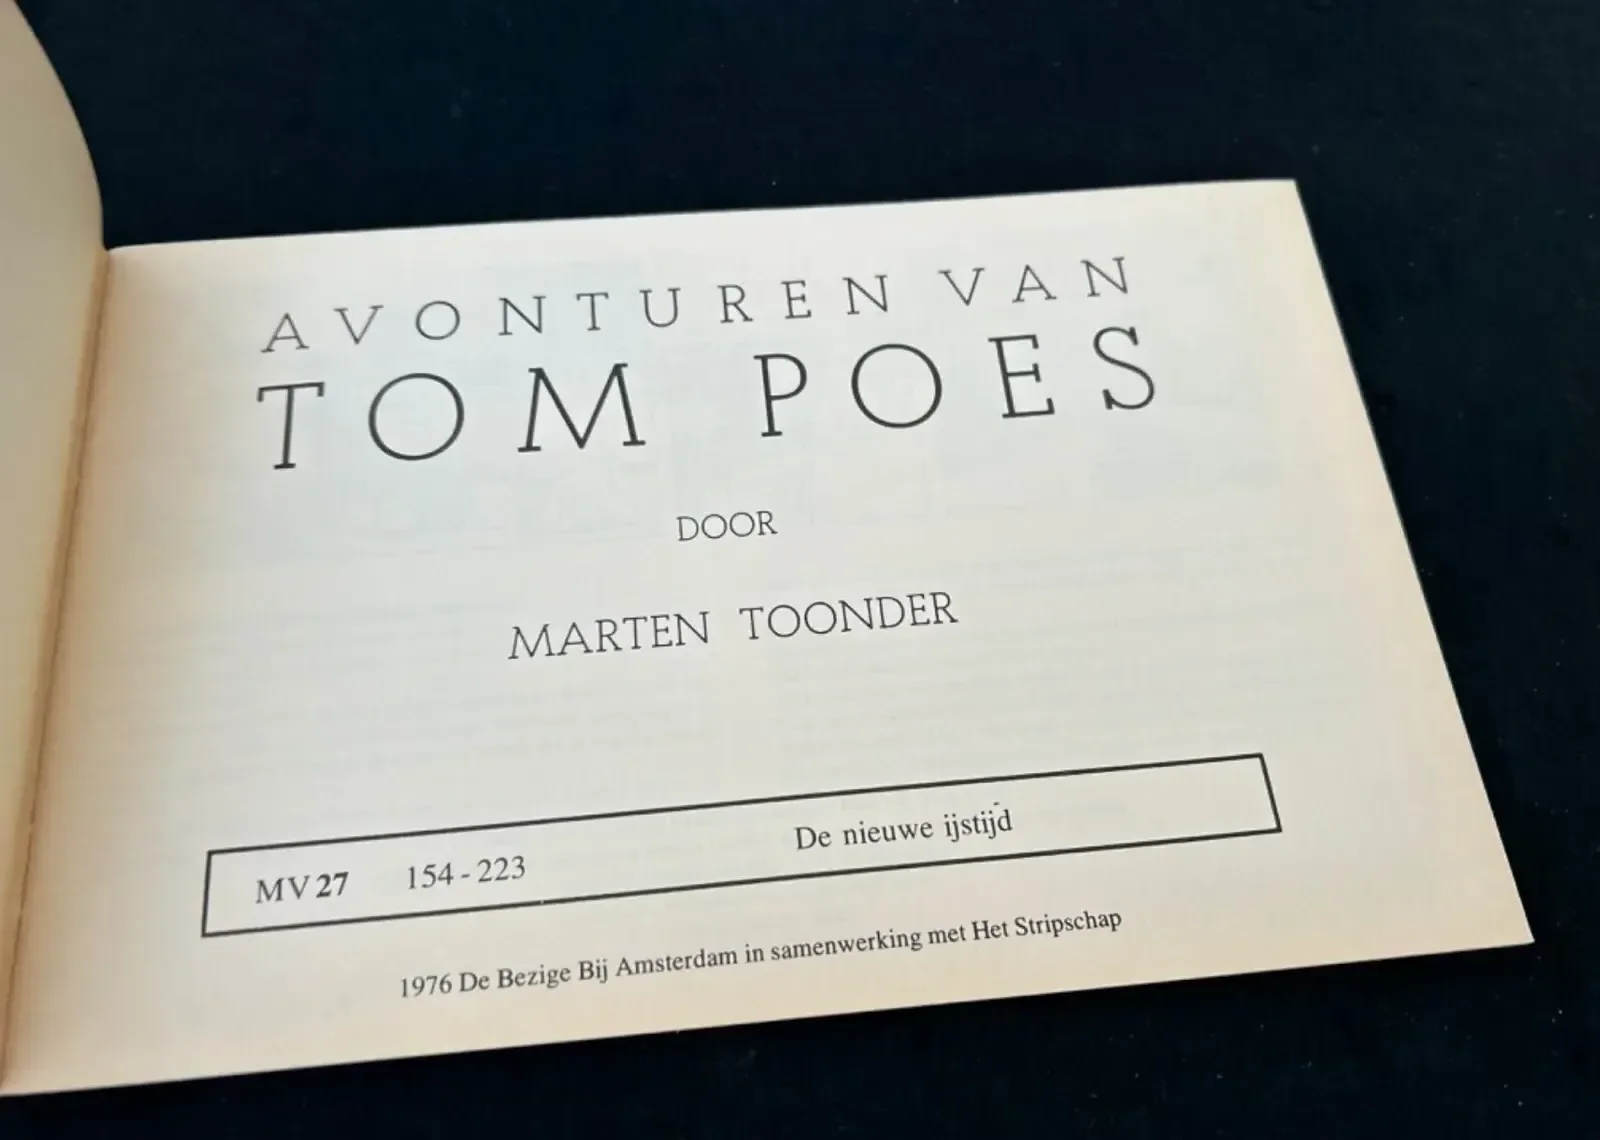 AVONTUREN VAN
TOM POES
DOOR
MARTEN TOONDER
MV 27 154-223 De nieuwe ijstijd
1976 De Bezige Bij Amsterdam in samenwerking met Het Stripschap